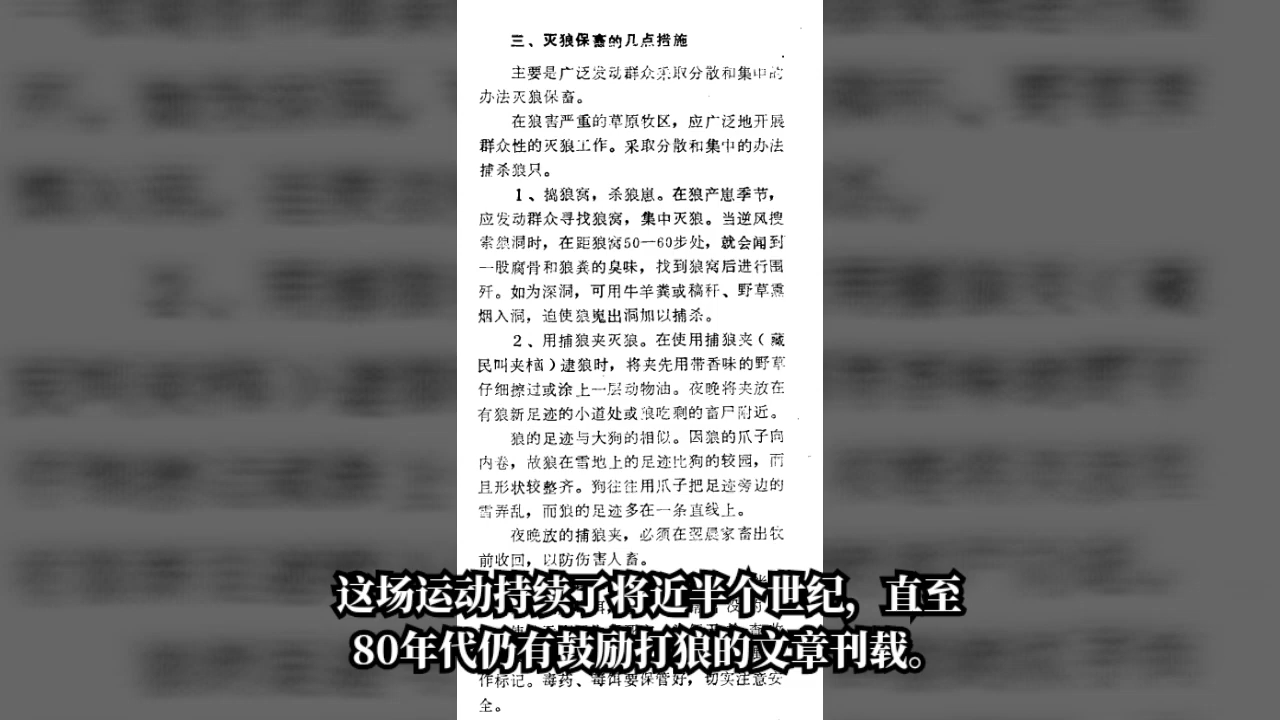 三、灭狼保畜的几点措施
主要是广泛发动群众采取分散和集中的
办法灭狼保畜。
在狼害严重的草原牧区，应广泛地开展
群众性的灭狼工作。采取分散和集中的办法
捕杀狼只。
1、捣狼窝，杀狼崽。在狼产崽季节，
应发动群众寻找狼窝，集中灭狼。当逆风搜
索狼洞时，在距狼窝50—60步处，就会闻到
一股腐骨和狼粪的臭味，找到狼窝后进行围
歼。如为深洞，可用牛羊粪或稿秆、野草熏
烟入洞，迫使狼崽出洞加以捕杀。
2、用捕狼夹灭狼。在使用捕狼夹（藏
民叫夹桋）逮狼时，将夹先用带香味的野草
仔细擦过或涂上一层动物油。夜晚将夹放在
有狼新足迹的小道处或狼吃剩的畜尸附近。
狼的足迹与大狗的相似。因狼的爪子向
内卷，故狼在雪地上的足迹比狗的较园，而
且形状较整齐。狗往往用爪子把足迹旁边的
雪弄乱，而狼的足迹多在一条直线上。
夜晚放的捕狼夹，必须在翌晨家畜出牧
前收回，以防伤害人畜。
这场运动持续了将近半个世纪，直至
80年代仍有鼓励打狼的文章刊载。
作标记。毒药、毒饵要保管好，切实注意安
全。